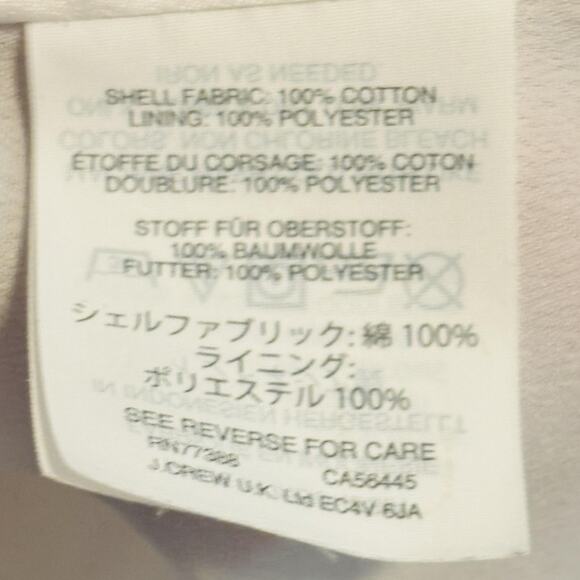 SHELL FABRIC: 100% COTTON
LINING: 100% POLYESTER
ÉTOFFE DU CORSAGE: 100% COTON
DOUBLURE: 100% POLYESTER
STOFF FÜR OBERSTOFF:
100% BAUMWOLLE
FUTTER: 100% POLYESTER
シェルファブリック: 綿 100%
ライニング:
ポリエステル 100%
SEE REVERSE FOR CARE
RN77388 CA56445
J.CREW U.K. Ltd EC4V 6JA